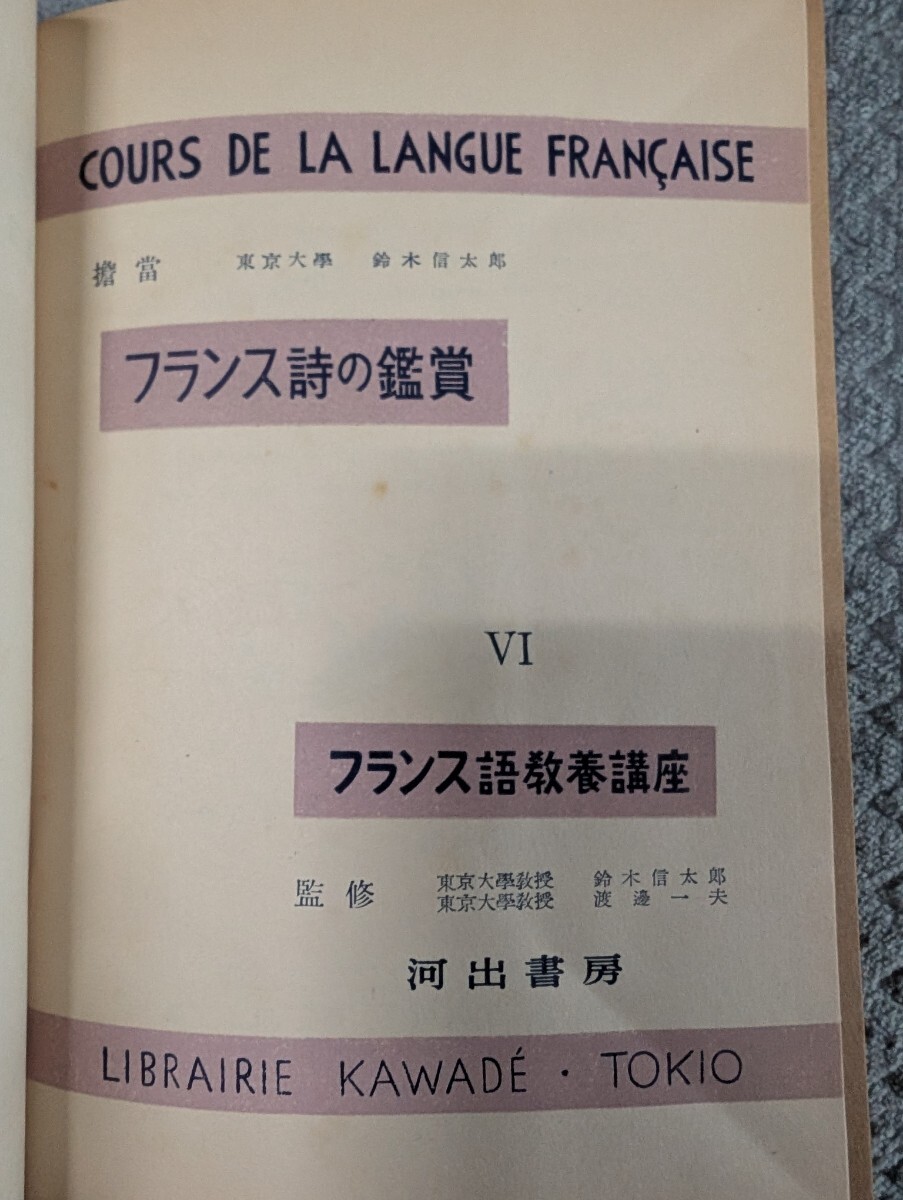 COURS DE LA LANGUE FRANÇAISE
擔當 東京大學 鈴木信太郎
フランス詩の鑑賞
VI
フランス語教養講座
監修 東京大學教授 鈴木信太郎
東京大學教授 渡邊一夫
河出書房
LIBRAIRIE KAWADÉ · TOKIO